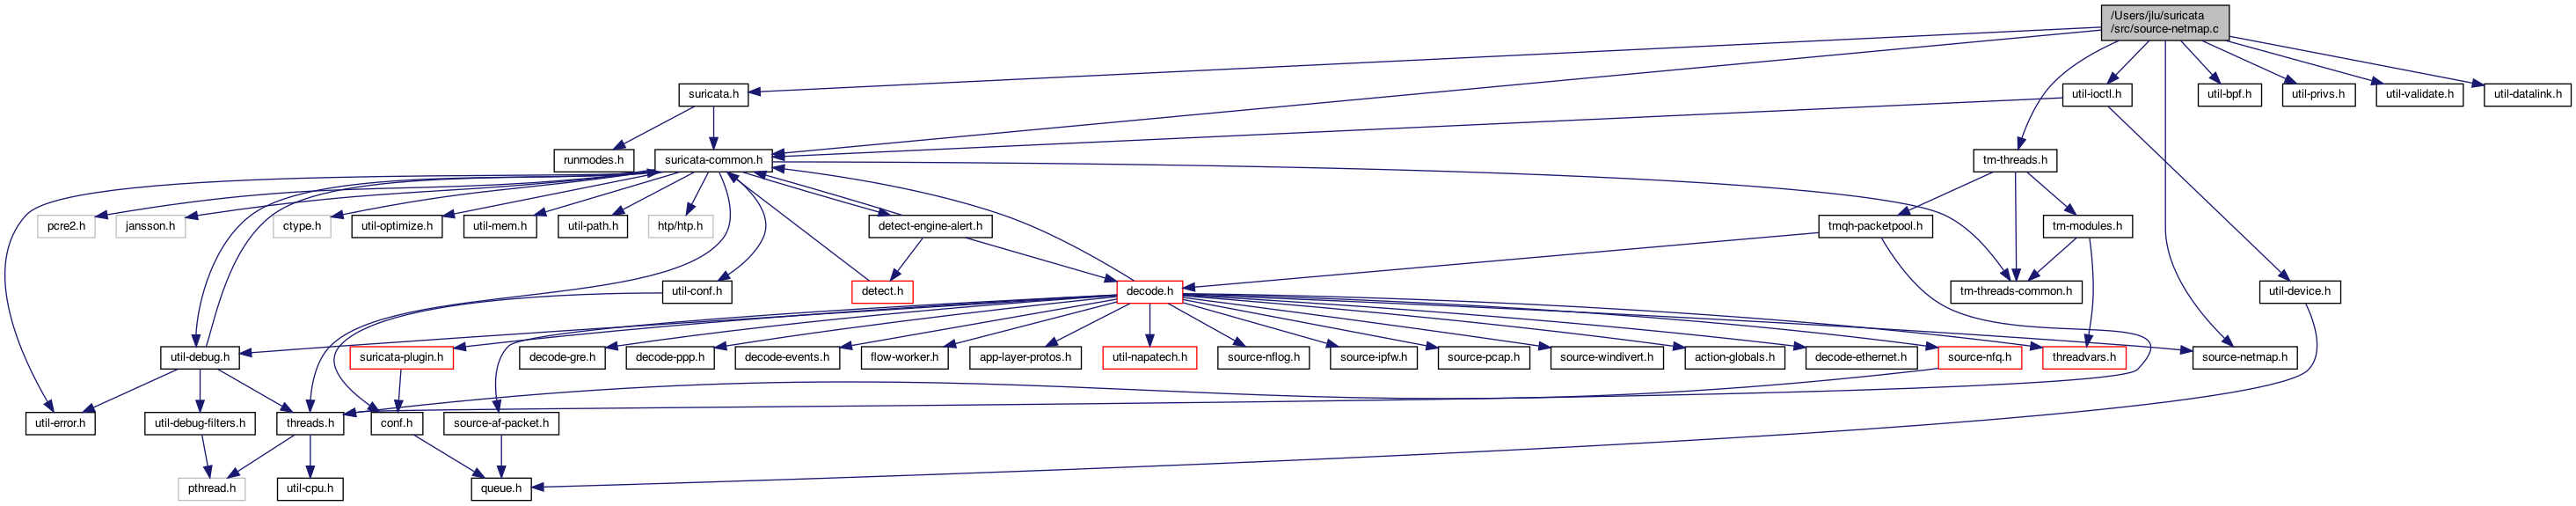 /Users/jlu/suricata
/src/source-netmap.c
suricata.h
util-ioctl.h
util-bpf.h
util-privs.h
util-validate.h
util-datalink.h
runmodes.h
suricata-common.h
tm-threads.h
pcre2.h
jansson.h
ctype.h
util-optimize.h
util-mem.h
util-path.h
htp/htp.h
detect-engine-alert.h
tmqh-packetpool.h
tm-modules.h
util-conf.h
detect.h
decode.h
tm-threads-common.h
util-device.h
util-debug.h
suricata-plugin.h
decode-gre.h
decode-ppp.h
decode-events.h
flow-worker.h
app-layer-protos.h
util-napatech.h
source-nflog.h
source-ipfw.h
source-pcap.h
source-windivert.h
action-globals.h
decode-ethernet.h
source-nfq.h
threadvars.h
source-netmap.h
util-error.h
util-debug-filters.h
threads.h
conf.h
source-af-packet.h
pthread.h
util-cpu.h
queue.h